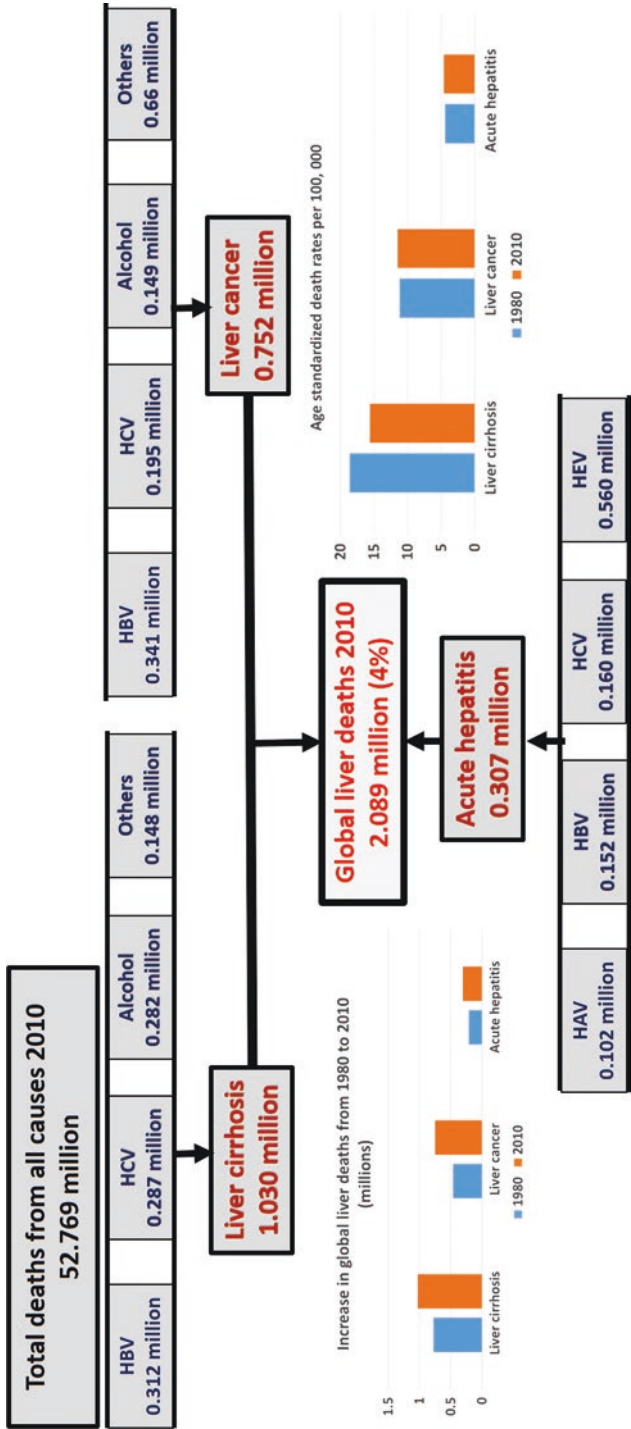 Total deaths from all causes 2010
52.769 million
HBV
0.312 million
HCV
0.287 million
Alcohol
0.282 million
Others
0.148 million
HBV
0.341 million
HCV
0.195 million
Alcohol
0.149 million
Others
0.66 million
Liver cirrhosis
1.030 million
Liver cancer
0.752 million
Global liver deaths 2010
2.089 million (4%)
Acute hepatitis
0.307 million
Increase in global liver deaths from 1980 to 2010
(millions)
1.5
1
0.5
0
Liver cirrhosis
Liver cancer
Acute hepatitis
1980
2010
Age standardized death rates per 100, 000
20
15
10
5
0
Liver cirrhosis
Liver cancer
Acute hepatitis
1980
2010
HAV
0.102 million
HBV
0.152 million
HCV
0.160 million
HEV
0.560 million